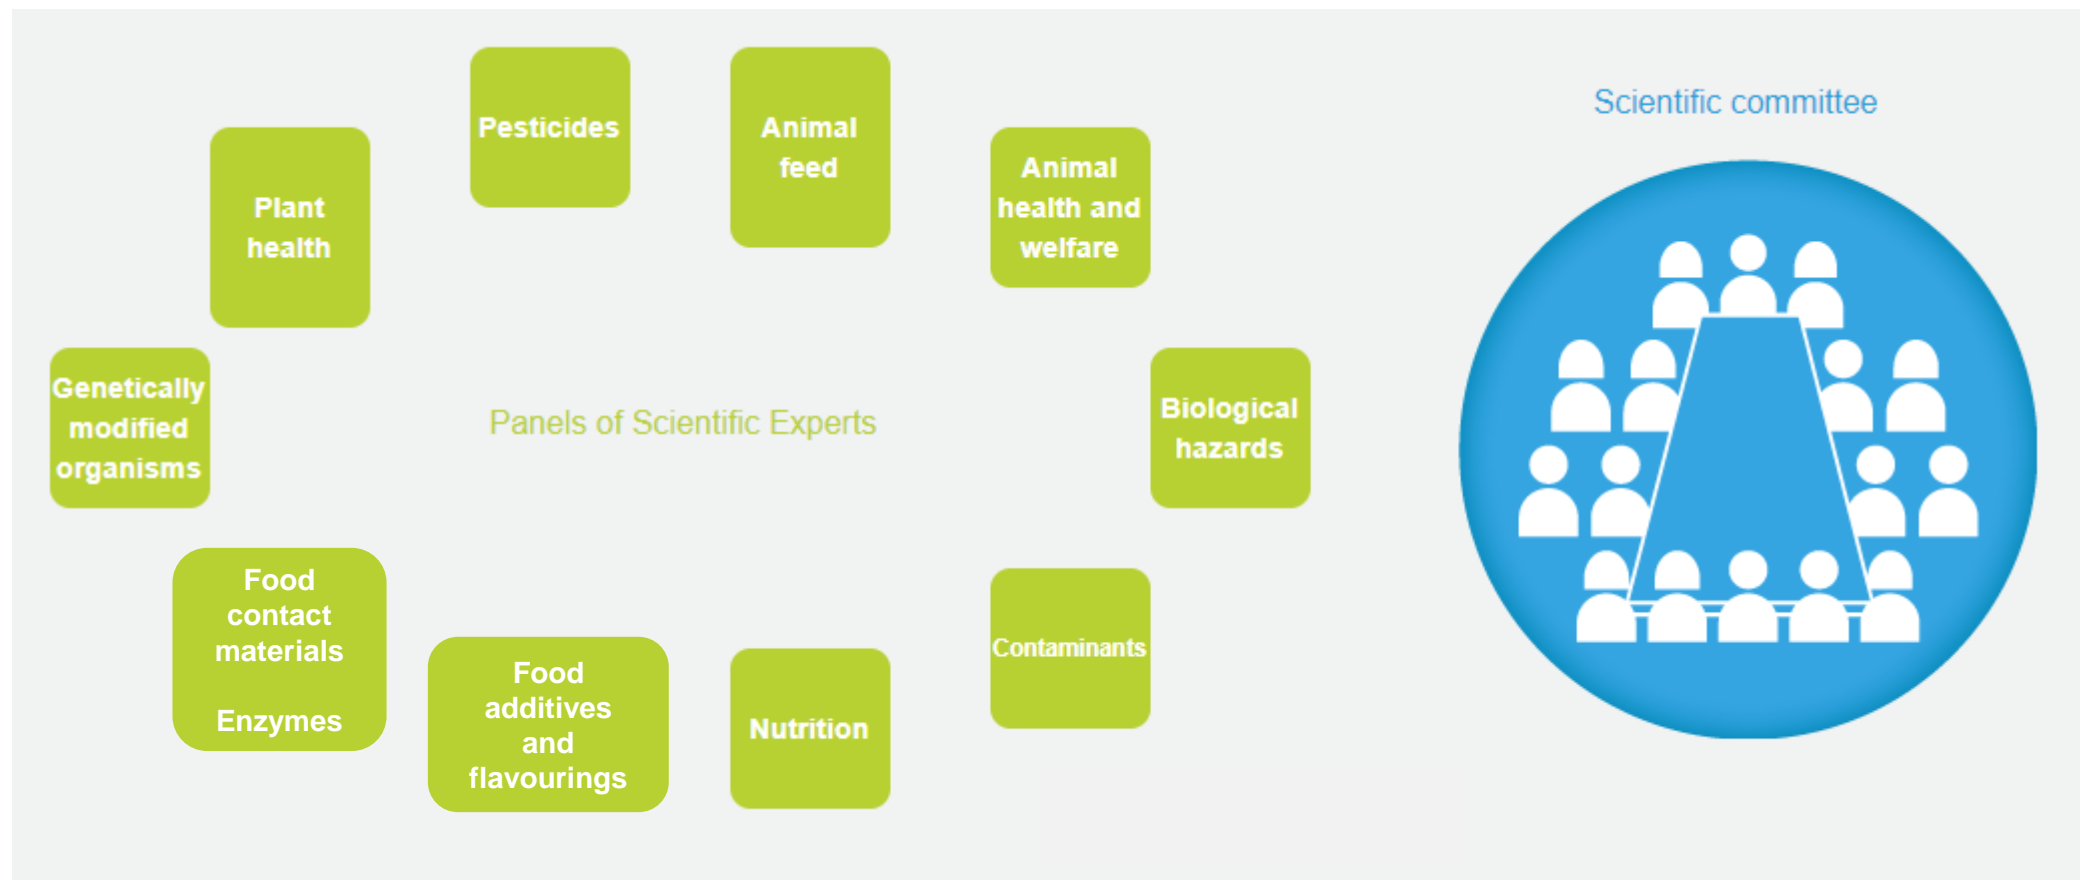 Pesticides
Animal
feed
Scientific committee
Plant
health
Animal
health and
welfare
Genetically
modified
organisms
Panels of Scientific Experts
Biological
hazards
Food
contact
materials
Enzymes
Food
additives
and
flavourings
Nutrition
Contaminants